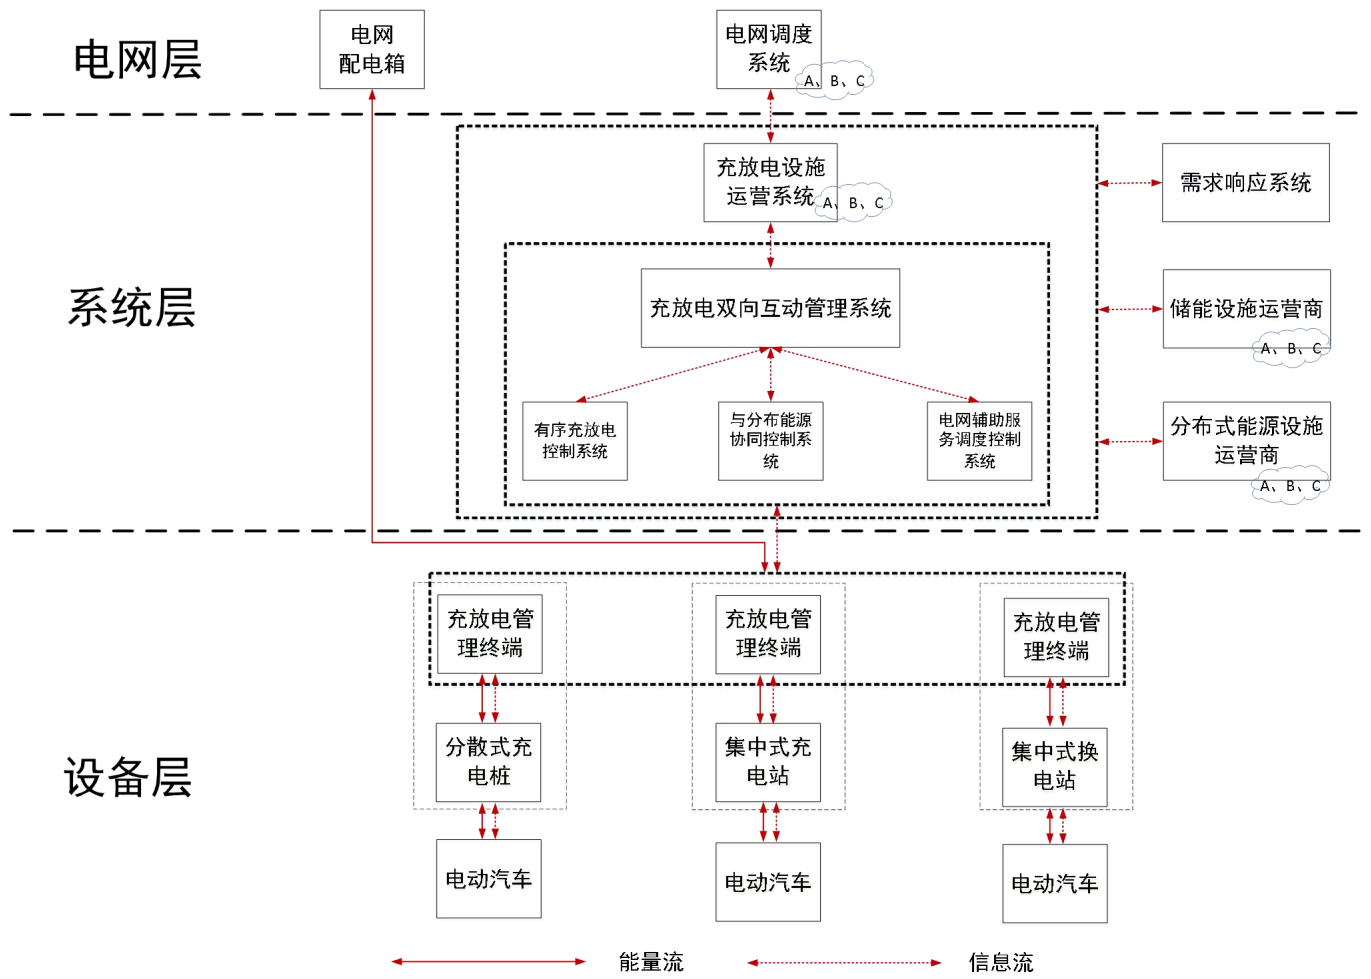 电网层
电网
配电箱
电网调度
系统
A、B、C
系统层
充放电设施
运营系统
A、B、C
需求响应系统
充放电双向互动管理系统
储能设施运营商
A、B、C
有序充放电
控制系统
与分布能源
协同控制系
统
电网辅助服
务调度控制
系统
分布式能源设施
运营商
A、B、C
设备层
充放电管
理终端
充放电管
理终端
充放电管
理终端
分散式充
电桩
集中式充
电站
集中式换
电站
电动汽车
电动汽车
电动汽车
能量流
信息流